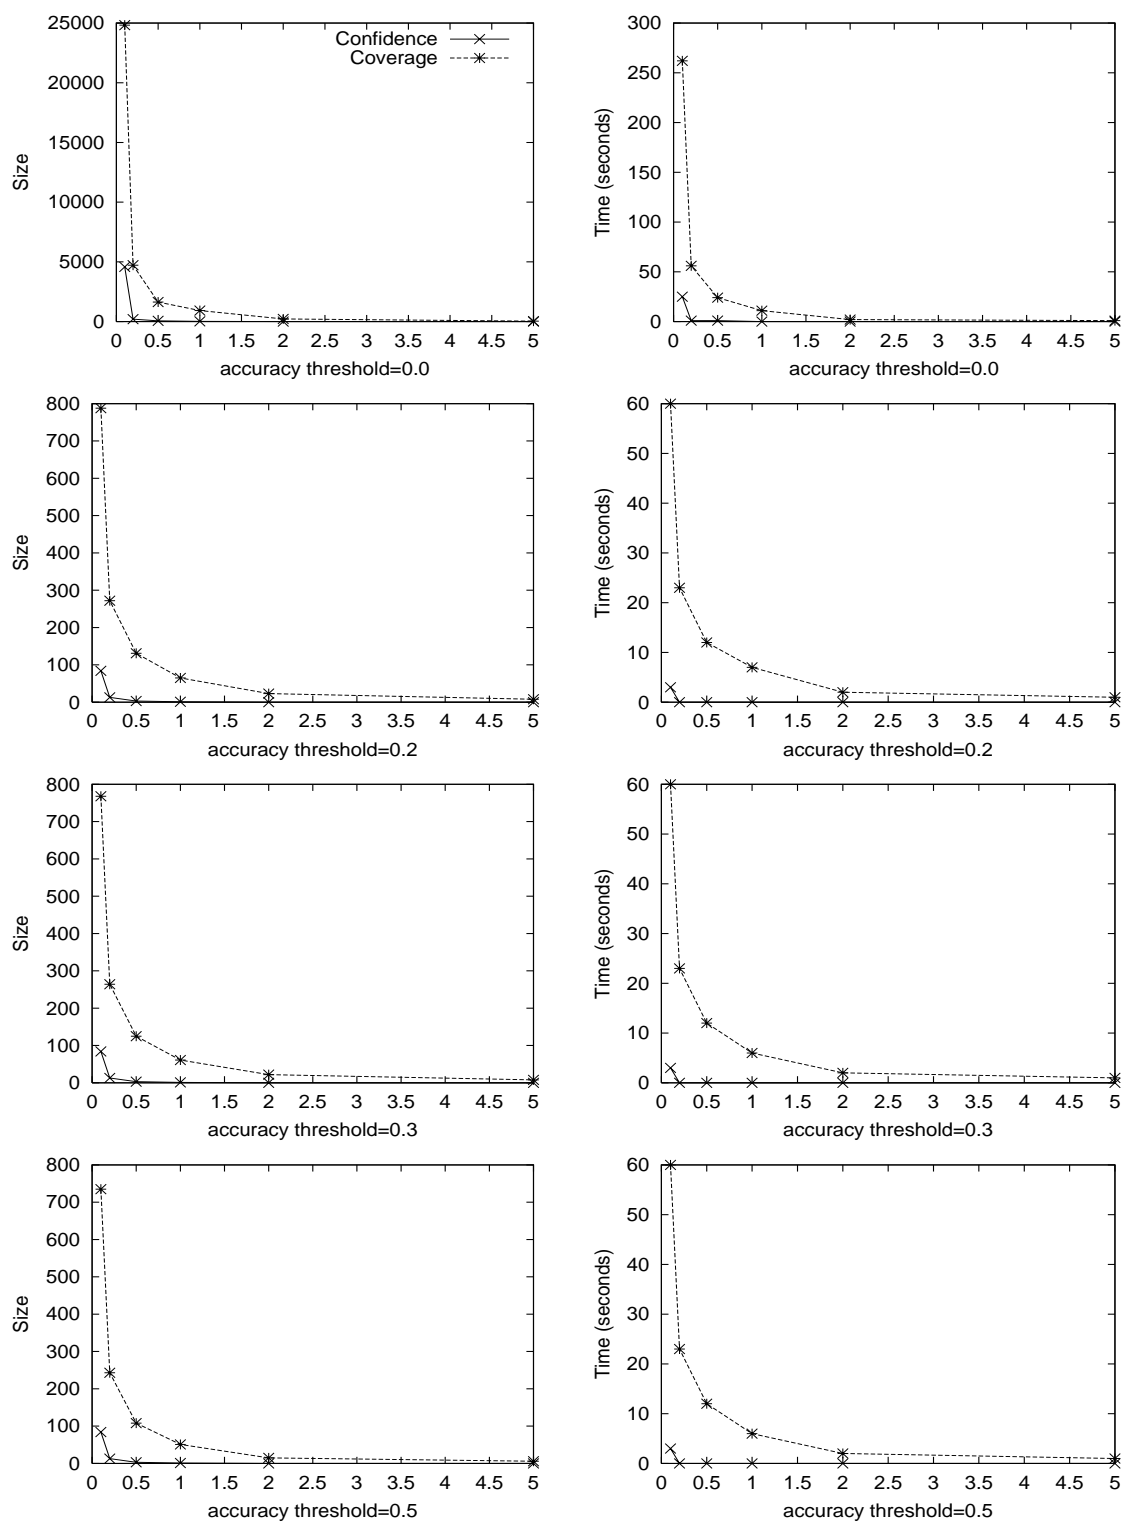 25000
20000
15000
10000
5000
0
Size
Confidence
Coverage
0 0.5 1 1.5 2 2.5 3 3.5 4 4.5 5
accuracy threshold=0.0
300
250
200
150
100
50
0
Time (seconds)
0 0.5 1 1.5 2 2.5 3 3.5 4 4.5 5
accuracy threshold=0.0
800
700
600
500
400
300
200
100
0
Size
0 0.5 1 1.5 2 2.5 3 3.5 4 4.5 5
accuracy threshold=0.2
60
50
40
30
20
10
0
Time (seconds)
0 0.5 1 1.5 2 2.5 3 3.5 4 4.5 5
accuracy threshold=0.2
800
700
600
500
400
300
200
100
0
Size
0 0.5 1 1.5 2 2.5 3 3.5 4 4.5 5
accuracy threshold=0.3
60
50
40
30
20
10
0
Time (seconds)
0 0.5 1 1.5 2 2.5 3 3.5 4 4.5 5
accuracy threshold=0.3
800
700
600
500
400
300
200
100
0
Size
0 0.5 1 1.5 2 2.5 3 3.5 4 4.5 5
accuracy threshold=0.5
60
50
40
30
20
10
0
Time (seconds)
0 0.5 1 1.5 2 2.5 3 3.5 4 4.5 5
accuracy threshold=0.5